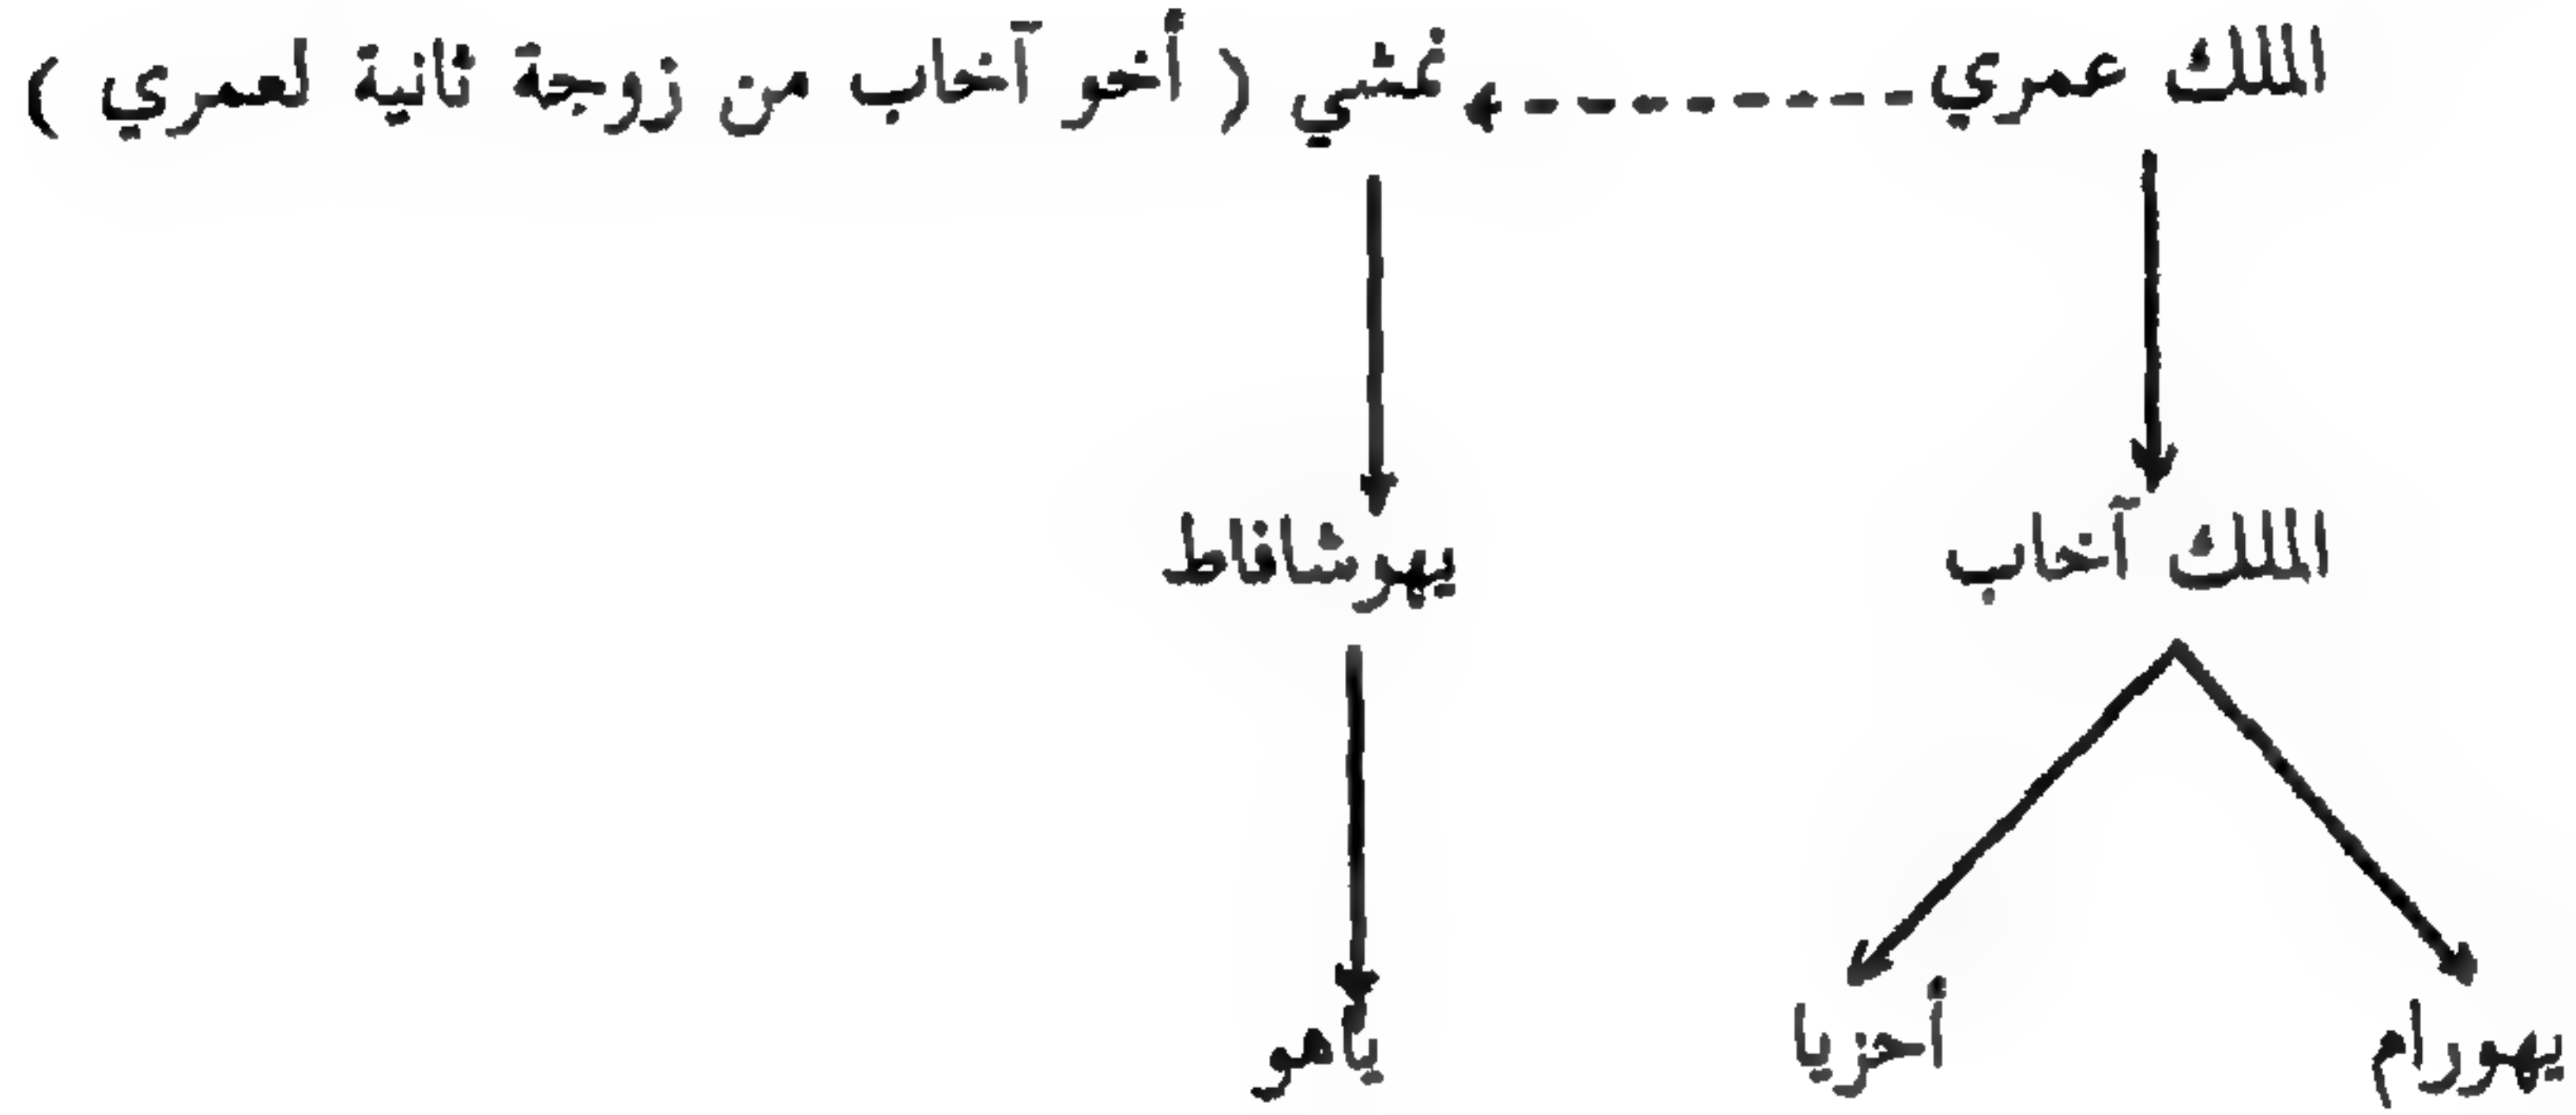 الملك عمري --------- نمشي ( أخو آخاب من زوجة ثانية لعمري )
الملك آخاب يهوشافاط
يهورام أحزيا ياهو